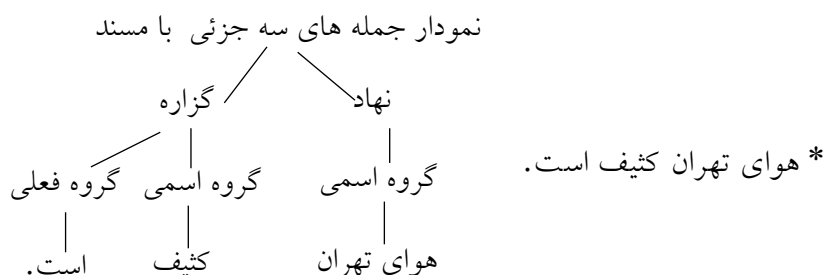 نمودار جمله های سه جزئی با مسند
نهاد گزاره
* هوای تهران کثیف است.
گروه اسمی گروه اسمی گروه فعلی
هوای تهران کثیف است.